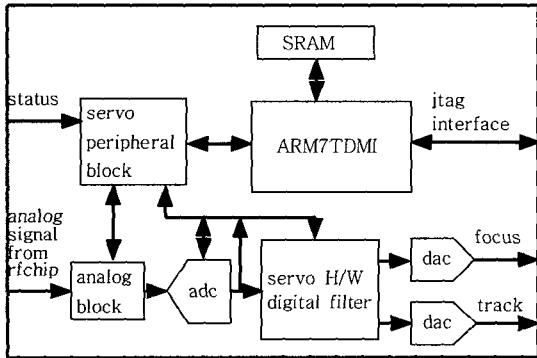 SRAM
status
servo
peripheral
block
ARM7TDMI
jtag
interface
analog
signal
from
rfchip
analog
block
adc
servo H/W
digital filter
dac
focus
dac
track